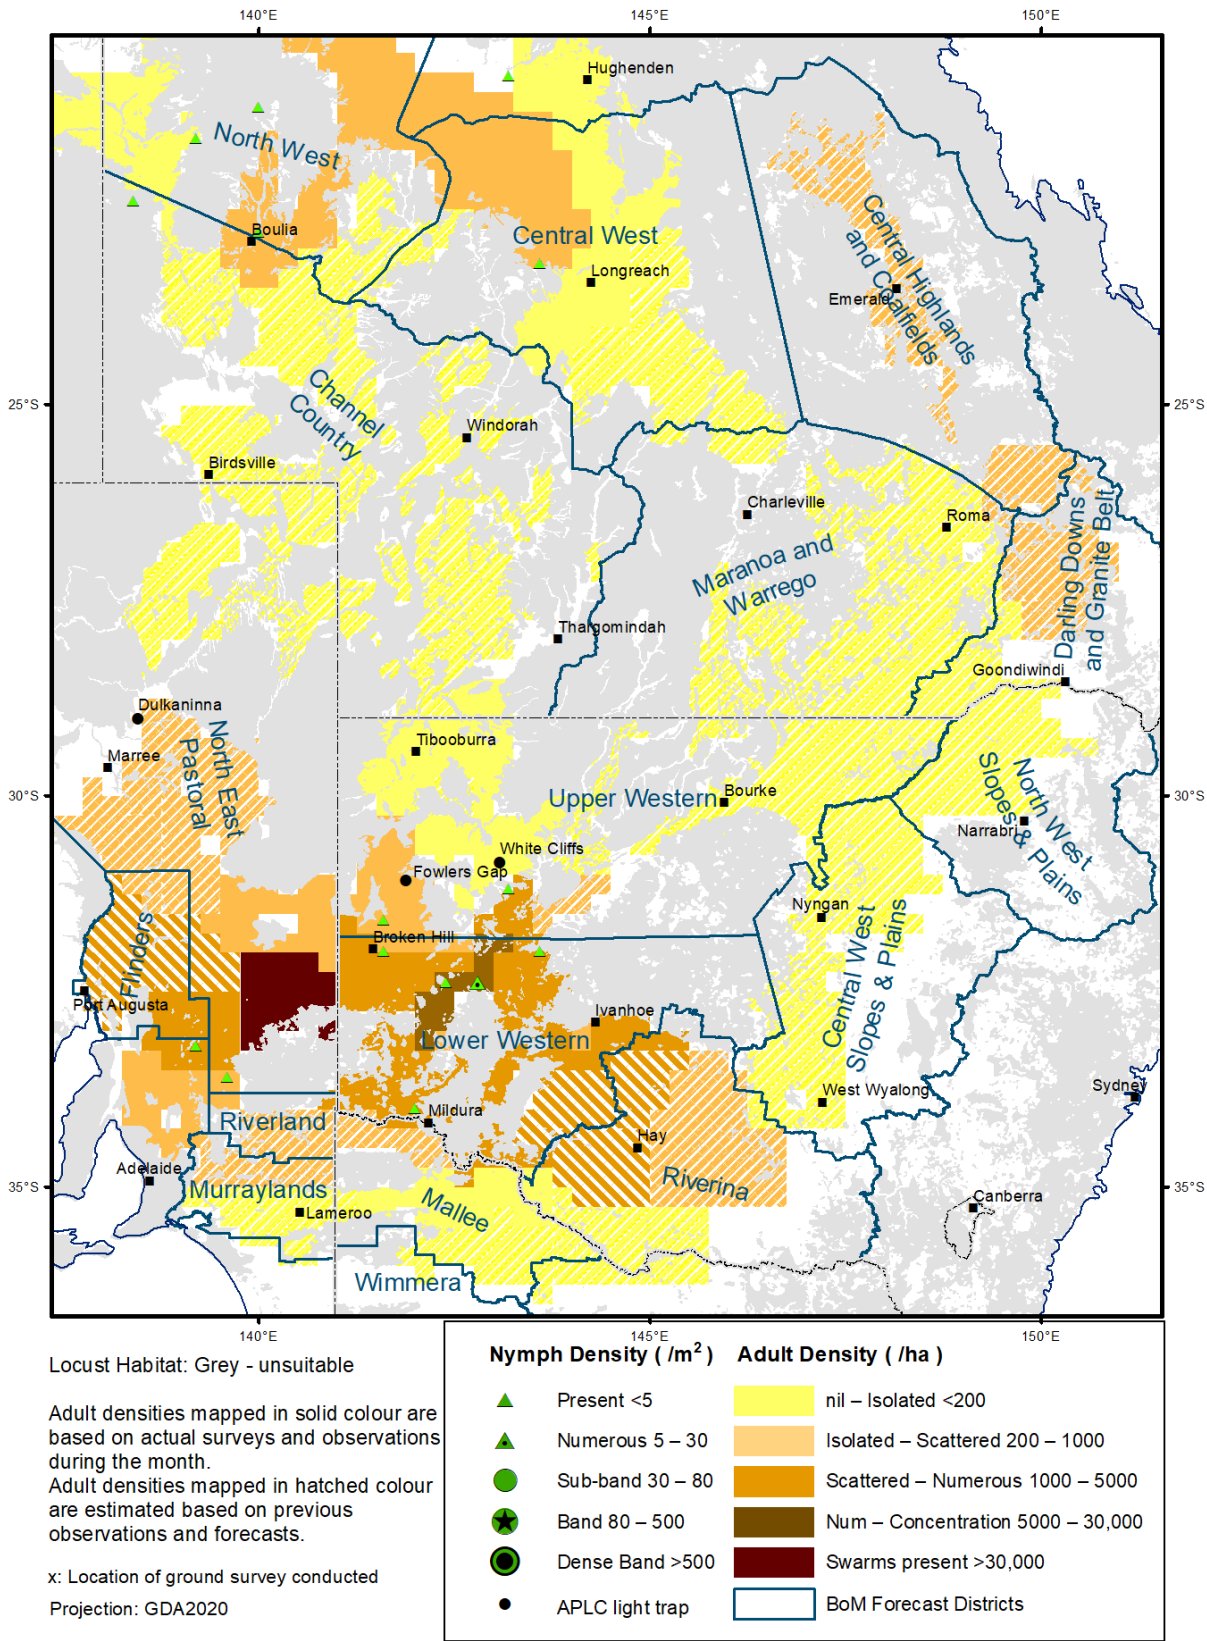 140°E 145°E 150°E
Hughenden
North West
Boulia
Central West
Longreach
Central Highlands
and Coalfields
Emerald
25°S 25°S
Channel
Country
Windorah
Birdsville
Charleville
Roma
Maranoa and
Warrego
Darling Downs
and Granite Belt
Thargomindah
Goondiwindi
Dulkaninna
North East
Pastoral
Marree
Tibooburra
30°S 30°S
Upper Western
Bourke
North West
Slopes & Plains
Narrabri
White Cliffs
Fowlers Gap
Nyngan
Broken Hill
Flinders
Port Augusta
Central West
Slopes & Plains
Ivanhoe
Lower Western
West Wyalong
Sydney
Mildura
Riverland
Hay
Adelaide
Murraylands
Riverina
35°S 35°S
Mallee
Lameroo
Canberra
Wimmera
140°E 145°E 150°E
Locust Habitat: Grey - unsuitable
Adult densities mapped in solid colour are
based on actual surveys and observations
during the month.
Adult densities mapped in hatched colour
are estimated based on previous
observations and forecasts.
x: Location of ground survey conducted
Projection: GDA2020
Nymph Density ( /m² ) Adult Density ( /ha )
Present <5 nil – Isolated <200
Numerous 5 – 30 Isolated – Scattered 200 – 1000
Sub-band 30 – 80 Scattered – Numerous 1000 – 5000
Band 80 – 500 Num – Concentration 5000 – 30,000
Dense Band >500 Swarms present >30,000
APLC light trap BoM Forecast Districts